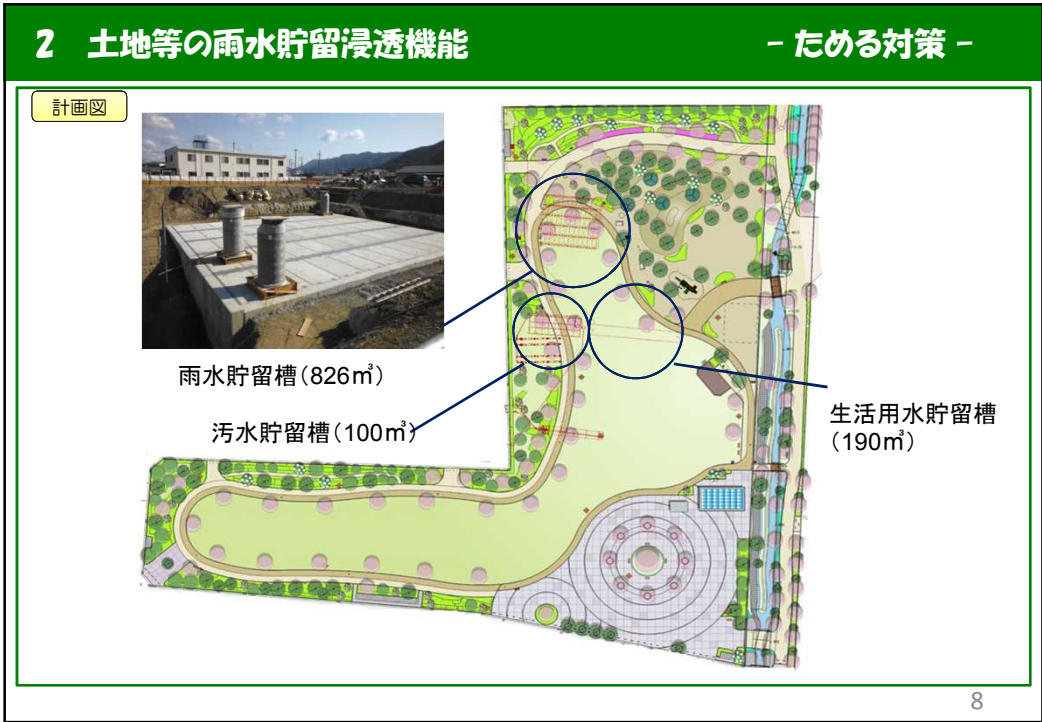 2 土地等の雨水貯留浸透機能 - ためる対策 -
計画図
雨水貯留槽(826㎥)
汚水貯留槽(100㎥)
生活用水貯留槽
(190㎥)
8